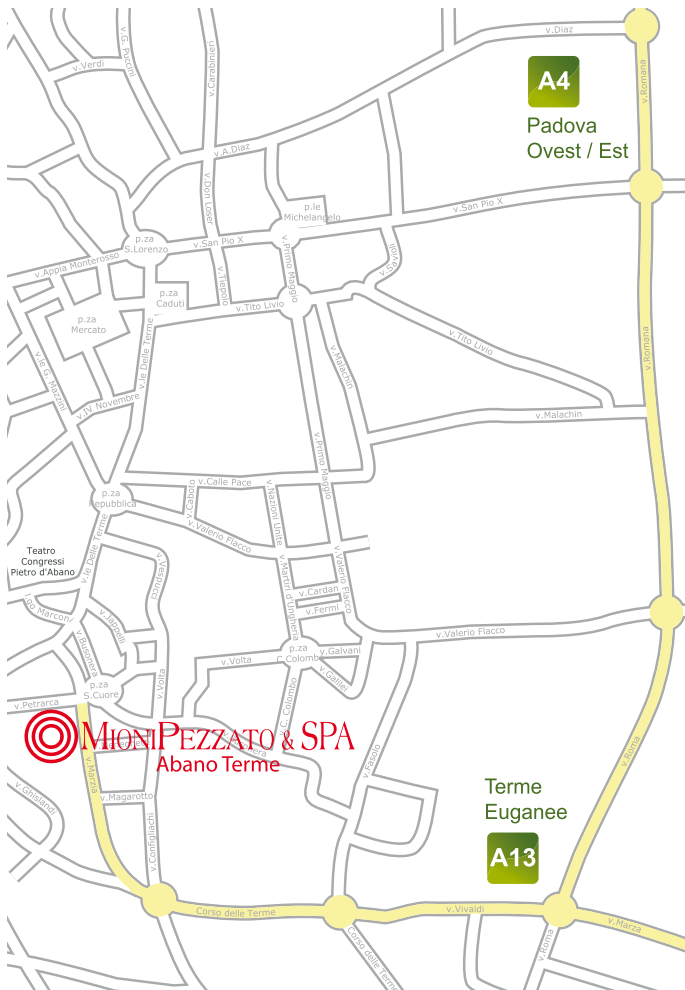 v.Diaz
v.G. Puccini
v.Verdi
v.Carabinieri
A4
v.Romana
Padova
Ovest / Est
v.A.Diaz
v.Don Loser
p.le
Michelangelo
v.San Pio X
p.za
S.Lorenzo
v.San Pio X
v.Primo Maggio
v.Savioli
v.Appia Monterosso
v.Tiepolo
p.za
Caduti
v.Tito Livio
p.za
Mercato
v.le Delle Terme
v.Tito Livio
v.Romana
v.le G. Mazzini
v.Malachin
v.IV Novembre
v.Malachin
v.Primo Maggio
v.Calle Pace
p.za
Repubblica
v.Caboto
v.Nazioni Unite
v.Valerio Flacco
v.le Delle Terme
Teatro
Congressi
Pietro d'Abano
v.Vespucci
v.Martiri d'Ungheria
v.Valerio Flacco
v.Cardan
v.Fermi
l.go Marconi
v.Jappelli
v.Busonera
v.Valerio Flacco
p.za
C.Colombo
v.Galvani
v.Volta
v.Galilei
p.za
S.Cuore
v.Volta
v.Petrarca
v.C. Colombo
MIONIPEZZATO & SPA
Abano Terme
v.Marzia
v.Fasolo
v.Roma
v.Ghislandi
v.Magarotto
Terme
Euganee
v.Configliachi
A13
Corso delle Terme
v.Vivaldi
v.Marza
Corso delle Terme
v.Roma